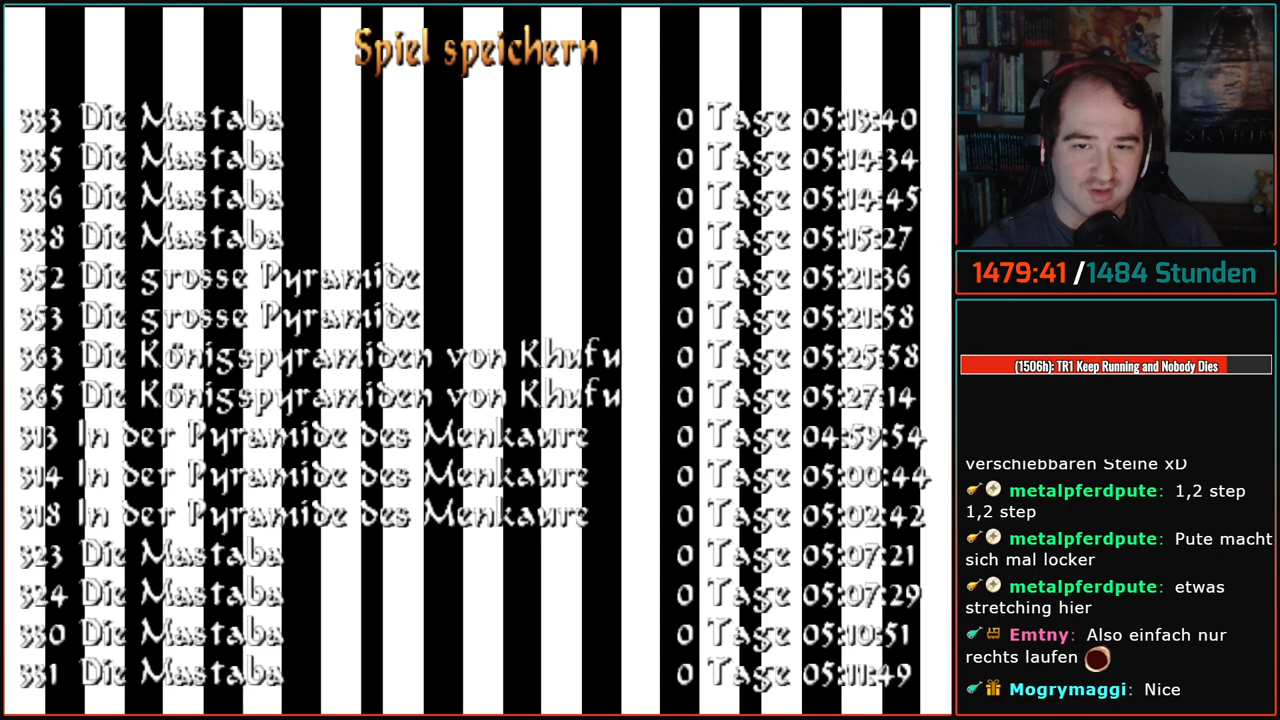 Spiel speichern
333 Die Mastaba 0 Tage 05:13:40
335 Die Mastaba 0 Tage 05:14:34
336 Die Mastaba 0 Tage 05:14:45
338 Die Mastaba 0 Tage 05:15:27
352 Die grosse Pyramide 0 Tage 05:21:36
353 Die grosse Pyramide 0 Tage 05:21:58
363 Die Königspyramiden von Khufu 0 Tage 05:25:58
365 Die Königspyramiden von Khufu 0 Tage 05:27:14
313 In der Pyramide des Menkaure 0 Tage 04:59:54
314 In der Pyramide des Menkaure 0 Tage 05:00:44
318 In der Pyramide des Menkaure 0 Tage 05:02:42
323 Die Mastaba 0 Tage 05:07:21
324 Die Mastaba 0 Tage 05:07:29
330 Die Mastaba 0 Tage 05:10:51
331 Die Mastaba 0 Tage 05:11:49
SKYRIM
1479:41 /1484 Stunden
(1506h): TR1 Keep Running and Nobody Dies
verschiebbaren Steine xD
metalpferdpute: 1,2 step
1,2 step
metalpferdpute: Pute macht
sich mal locker
metalpferdpute: etwas
stretching hier
Emtny: Also einfach nur
rechts laufen
Mogrymaggi: Nice